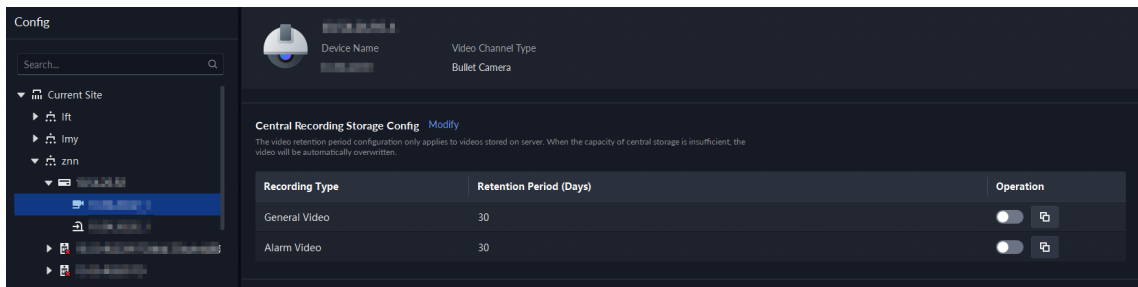 Config
Search...
Current Site
lft
lmy
znn
Device Name
Video Channel Type
Bullet Camera
Central Recording Storage Config Modify
The video retention period configuration only applies to videos stored on server. When the capacity of central storage is insufficient, the
video will be automatically overwritten.
Recording Type Retention Period (Days) Operation
General Video 30
Alarm Video 30